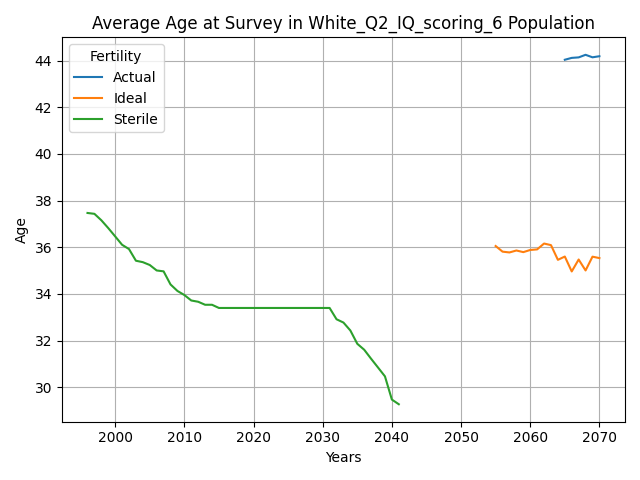 Average Age at Survey in White_Q2_IQ_scoring_6 Population
Fertility
Actual
Ideal
Sterile
44
42
40
38
36
34
32
30
Age
2000
2010
2020
2030
2040
2050
2060
2070
Years